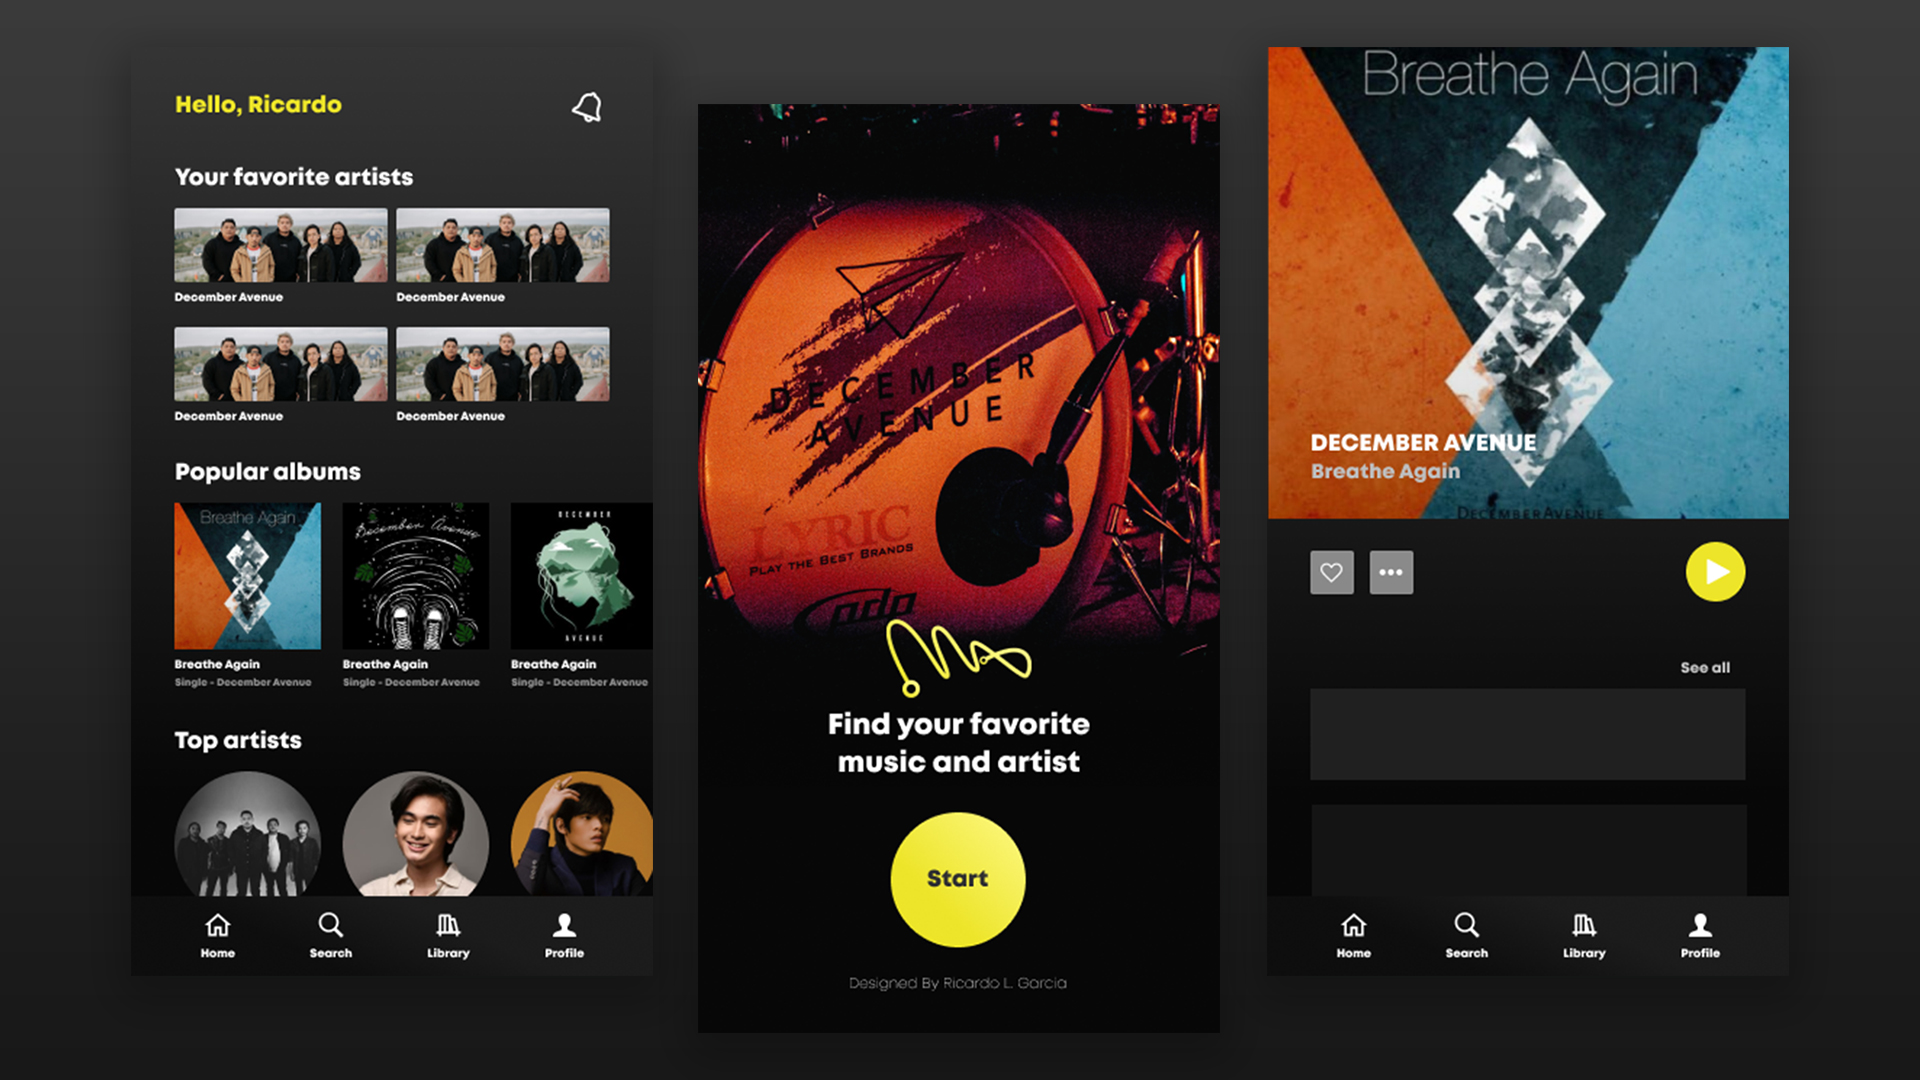 Hello, Ricardo
Your favorite artists
December Avenue
December Avenue
December Avenue
December Avenue
Popular albums
Breathe Again
December Avenue
DECEMBER
AVENUE
Breathe Again
Single - December Avenue
Breathe Again
Single - December Avenue
Breathe Again
Single - December Avenue
Top artists
Home
Search
Library
Profile
DECEMBER
AVENUE
LYRIC
PLAY THE BEST BRANDS
Find your favorite
music and artist
Start
Designed By Ricardo L. Garcia
Breathe Again
DECEMBER AVENUE
Breathe Again
DECEMBER AVENUE
See all
Home
Search
Library
Profile